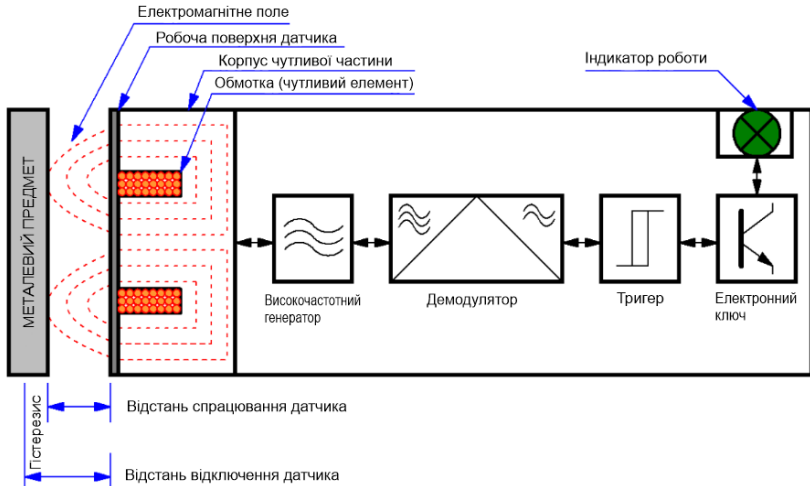 Електромагнітне поле
Робоча поверхня датчика
Корпус чутливої частини
Обмотка (чутливий елемент)
Індикатор роботи
МЕТАЛЕВИЙ ПРЕДМЕТ
Високочастотний
генератор
Демодулятор
Тригер
Електронний
ключ
Гістерезис
Відстань спрацювання датчика
Відстань відключення датчика